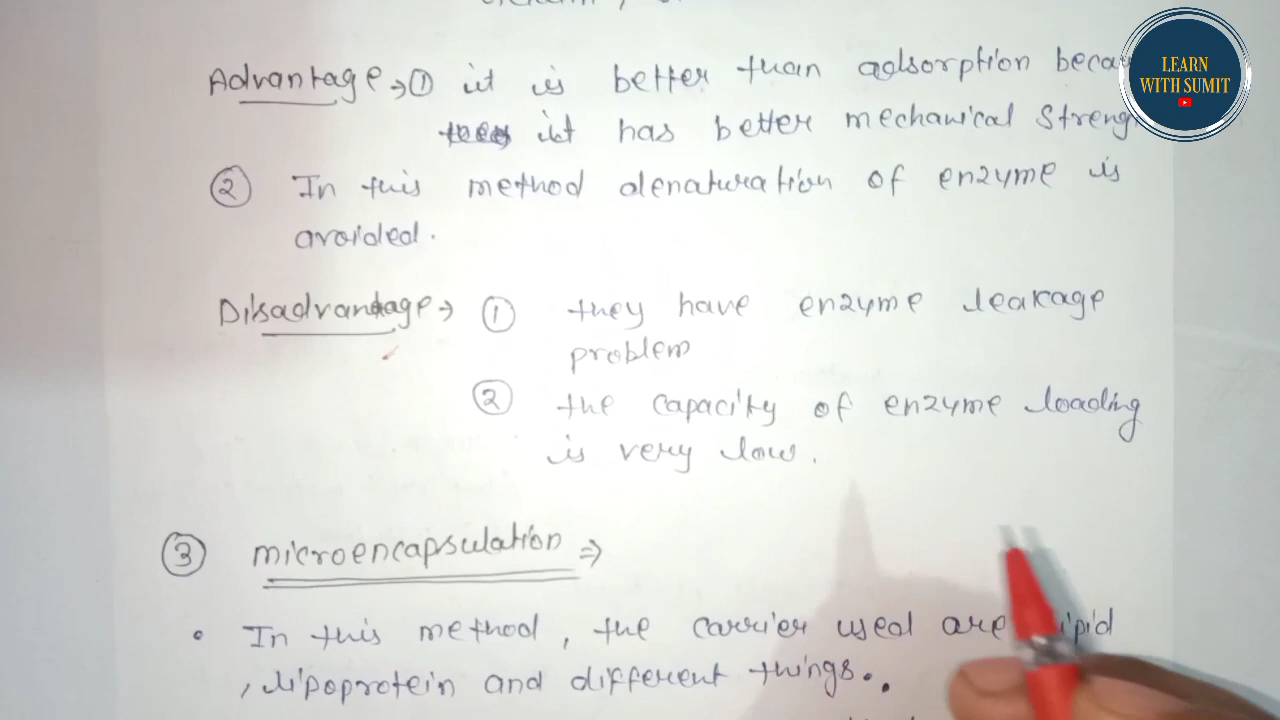 Advantage → ① it is better than adsorption
it has better mechanical
② In this method denaturation of enzyme is
avoided.
Disadvantage → ① they have enzyme leakage
problem
② the capacity of enzyme loading
is very low.
③ microencapsulation ⇒
• In this method, the carrier used are lipid
, lipoprotein and different things..
LEARN
WITH SUMIT